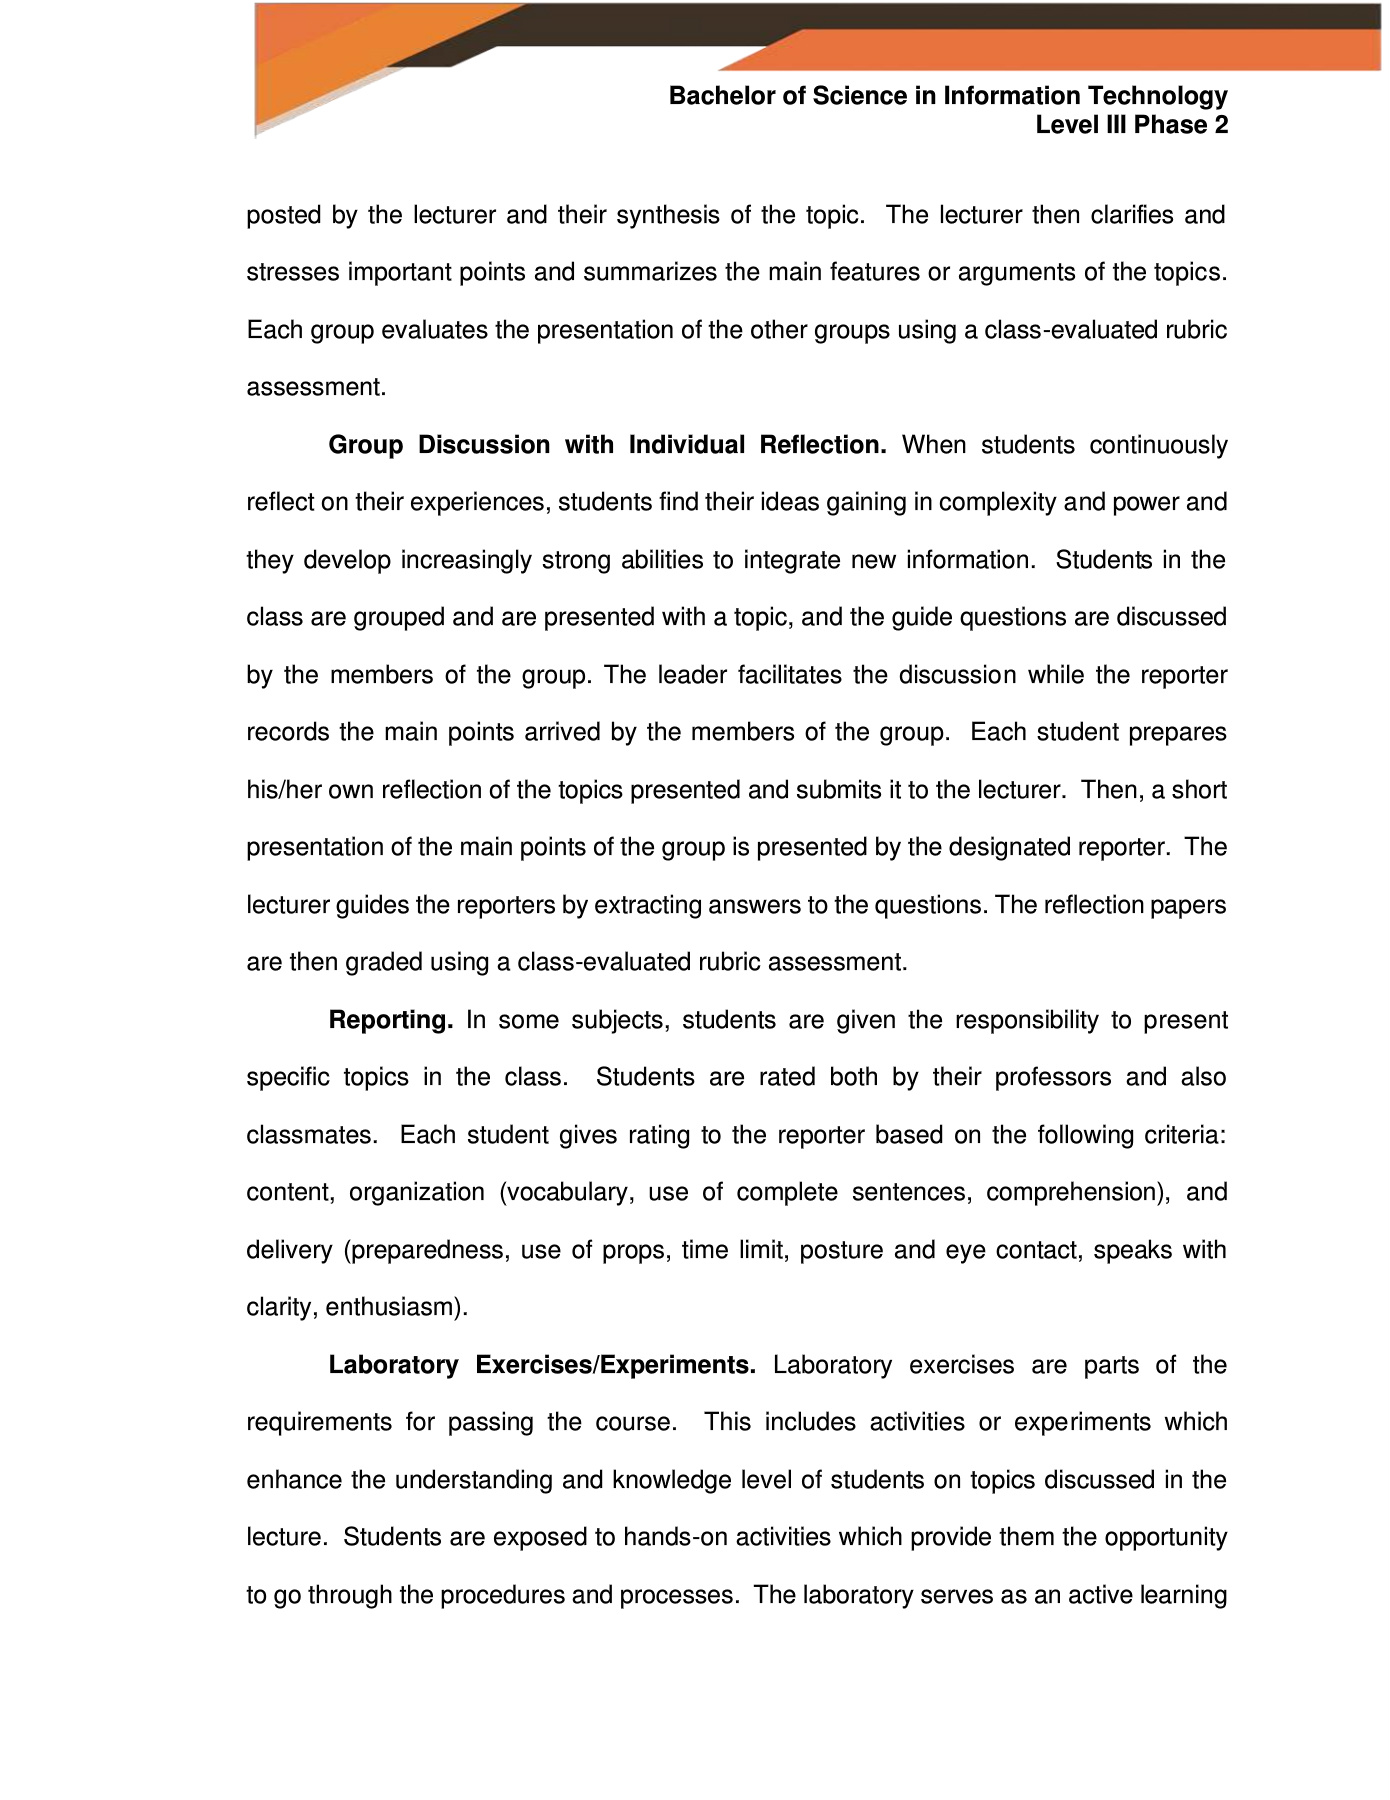 Bachelor of Science in Information Technology
Level III Phase 2
posted by the lecturer and their synthesis of the topic.  The lecturer then clarifies and
stresses important points and summarizes the main features or arguments of the topics.
Each group evaluates the presentation of the other groups using a class-evaluated rubric
assessment.
Group Discussion with Individual Reflection. When students continuously
reflect on their experiences, students find their ideas gaining in complexity and power and
they develop increasingly strong abilities to integrate new information.  Students in the
class are grouped and are presented with a topic, and the guide questions are discussed
by the members of the group. The leader facilitates the discussion while the reporter
records the main points arrived by the members of the group.  Each student prepares
his/her own reflection of the topics presented and submits it to the lecturer.  Then, a short
presentation of the main points of the group is presented by the designated reporter.  The
lecturer guides the reporters by extracting answers to the questions. The reflection papers
are then graded using a class-evaluated rubric assessment.
Reporting. In some subjects, students are given the responsibility to present
specific topics in the class.  Students are rated both by their professors and also
classmates.  Each student gives rating to the reporter based on the following criteria:
content, organization (vocabulary, use of complete sentences, comprehension), and
delivery (preparedness, use of props, time limit, posture and eye contact, speaks with
clarity, enthusiasm).
Laboratory Exercises/Experiments. Laboratory exercises are parts of the
requirements for passing the course.  This includes activities or experiments which
enhance the understanding and knowledge level of students on topics discussed in the
lecture.  Students are exposed to hands-on activities which provide them the opportunity
to go through the procedures and processes.  The laboratory serves as an active learning